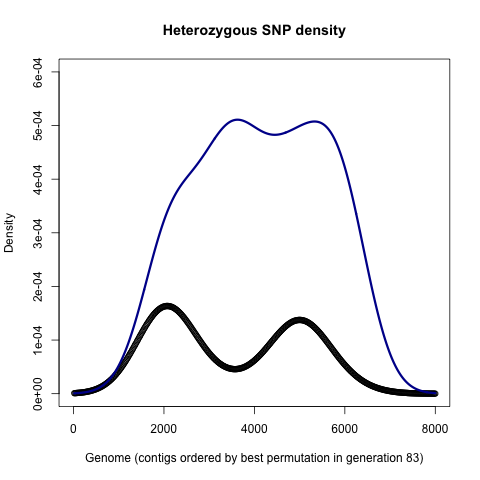 Heterozygous SNP density
Density
6e-04
5e-04
4e-04
3e-04
2e-04
1e-04
0e+00
0 2000 4000 6000 8000
Genome (contigs ordered by best permutation in generation 83)